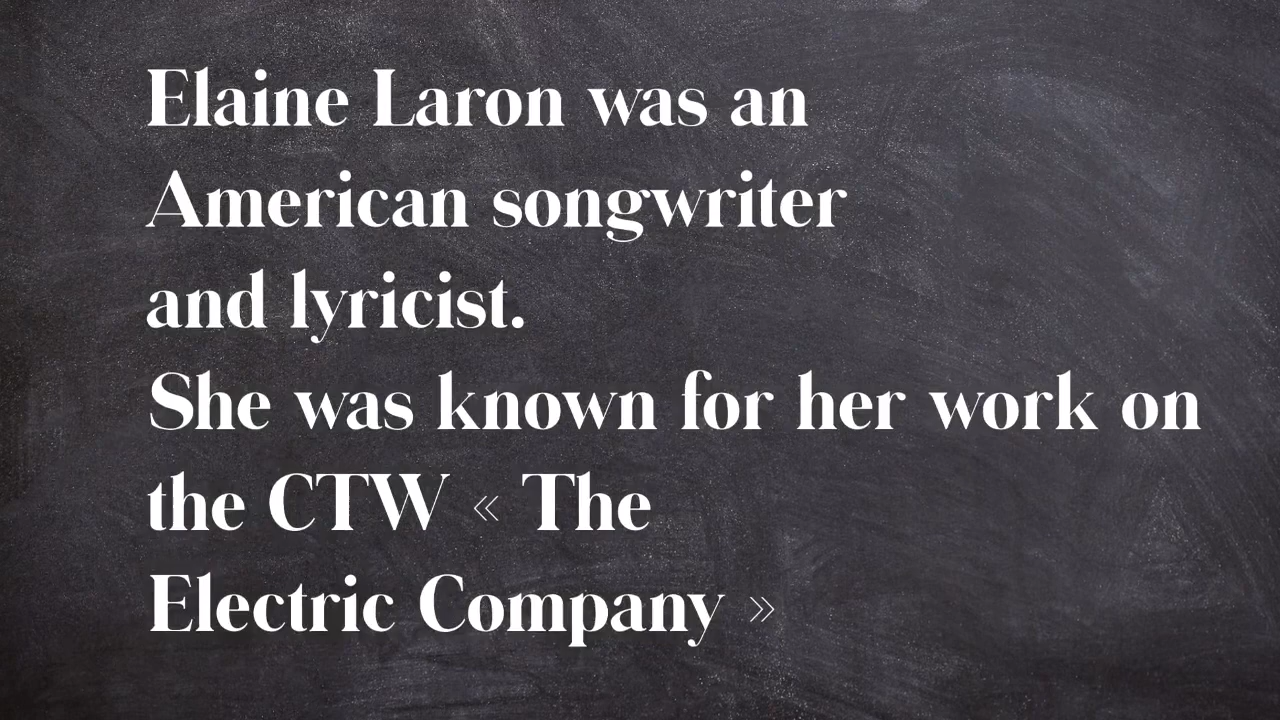 Elaine Laron was an
American songwriter
and lyricist.
She was known for her work on
the CTW « The
Electric Company »